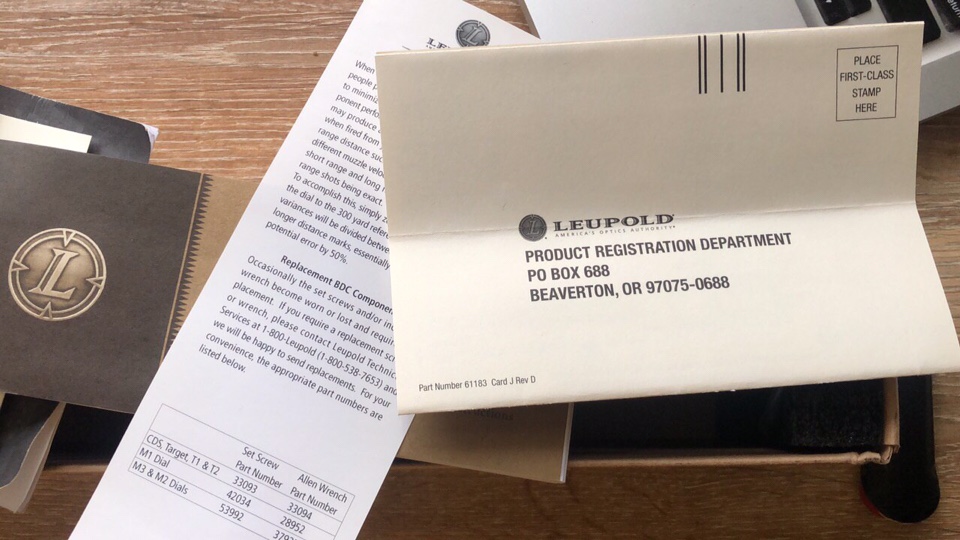 PLACE
FIRST-CLASS
STAMP
HERE
LEUPOLD
AMERICA'S OPTICS AUTHORITY
PRODUCT REGISTRATION DEPARTMENT
PO BOX 688
BEAVERTON, OR 97075-0688
Part Number 61183 Card J Rev D
L
When
people
to minimiz
ponent perfo
may produce
when fired from
range distance suc
different muzzle veloc
short range and long r
range shots being exact.
To accomplish this, simply z
the dial to the 300 yard refere
variances will be divided betwe
longer distance marks, essentially
potential error by 50%.
Replacement BDC Componen
Occasionally the set screws and/or
wrench become worn or lost and requir
placement. If you require a replacement scr
or wrench, please contact Leupold Technic
Services at 1-800-Leupold (1-800-538-7653) and
we will be happy to send replacements. For your
convenience, the appropriate part numbers are
listed below.
Set Screw Allen Wrench
Part Number Part Number
CDS, Target, T1 & T2 33093 33094
M1 Dial 42034 28952
M3 & M2 Dials 53992